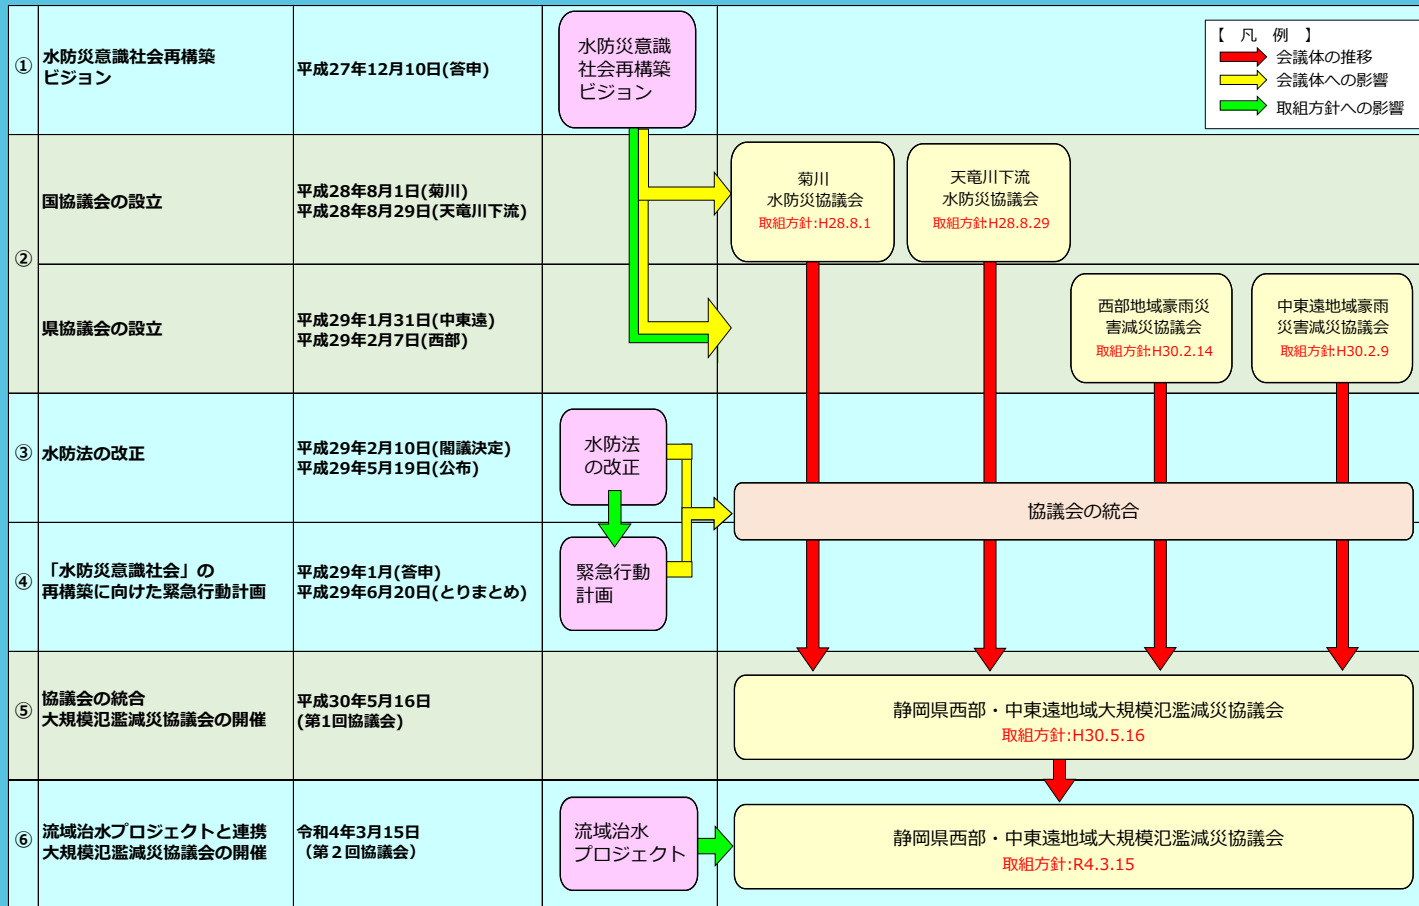 【 凡 例 】
会議体の推移
会議体への影響
取組方針への影響
①
水防災意識社会再構築
ビジョン
平成27年12月10日(答申)
水防災意識
社会再構築
ビジョン
②
国協議会の設立
平成28年8月1日(菊川)
平成28年8月29日(天竜川下流)
菊川
水防災協議会
取組方針:H28.8.1
天竜川下流
水防災協議会
取組方針:H28.8.29
県協議会の設立
平成29年1月31日(中東遠)
平成29年2月7日(西部)
西部地域豪雨災
害減災協議会
取組方針:H30.2.14
中東遠地域豪雨
災害減災協議会
取組方針:H30.2.9
③
水防法の改正
平成29年2月10日(閣議決定)
平成29年5月19日(公布)
水防法
の改正
協議会の統合
④
「水防災意識社会」の
再構築に向けた緊急行動計画
平成29年1月(答申)
平成29年6月20日(とりまとめ)
緊急行動
計画
⑤
協議会の統合
大規模氾濫減災協議会の開催
平成30年5月16日
(第1回協議会)
静岡県西部・中東遠地域大規模氾濫減災協議会
取組方針:H30.5.16
⑥
流域治水プロジェクトと連携
大規模氾濫減災協議会の開催
令和4年3月15日
（第２回協議会）
流域治水
プロジェクト
静岡県西部・中東遠地域大規模氾濫減災協議会
取組方針:R4.3.15